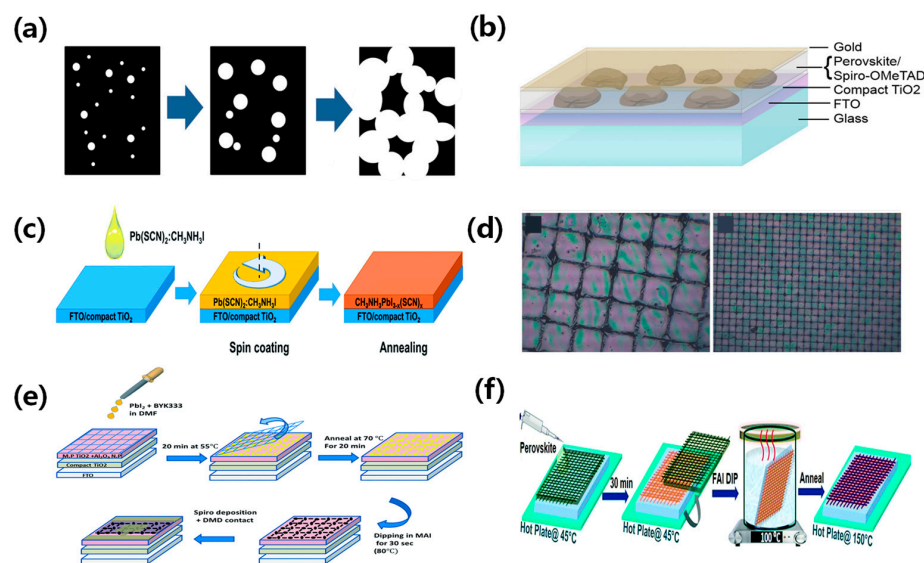 (a)
(b)
Gold
Perovskite/
Spiro-OMeTAD
Compact TiO2
FTO
Glass
(c)
Pb(SCN)₂:CH₃NH₃I
FTO/compact TiO₂
Pb(SCN)₂:CH₃NH₃I
FTO/compact TiO₂
Spin coating
CH₃NH₃PbI₃₋ₓ(SCN)ₓ
FTO/compact TiO₂
Annealing
(d)
(e)
PbI₂ + BYK333
in DMF
M.P TiO2 +Al₂O₃ N.P
Compact TiO2
FTO
20 min at 55°C
Anneal at 70 °C
For 20 min
Dipping in MAI
for 30 sec
(80°C)
Spiro deposition
+ DMD contact
(f)
Perovskite
Hot Plate@ 45°C
30 min
Hot Plate@ 45°C
FAI DIP
100°C
Anneal
Hot Plate@ 150°C